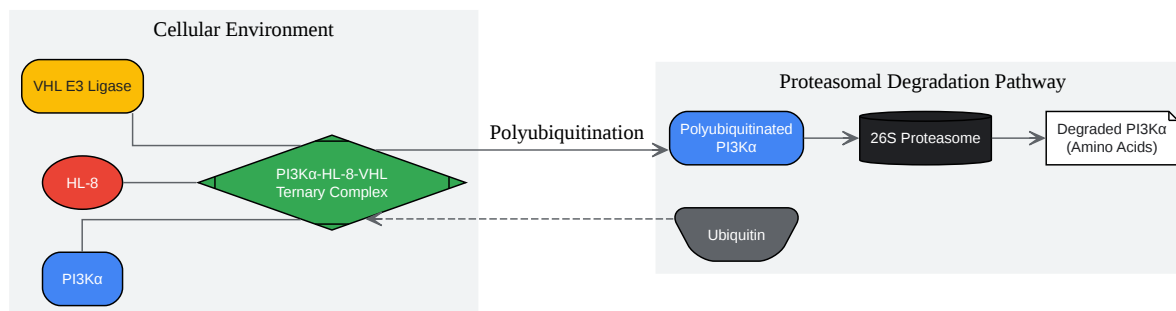 Cellular Environment
VHL E3 Ligase
HL-8
PI3Kα
PI3Kα-HL-8-VHL
Ternary Complex
Polyubiquitination
Proteasomal Degradation Pathway
Polyubiquitinated
PI3Kα
26S Proteasome
Degraded PI3Kα
(Amino Acids)
Ubiquitin